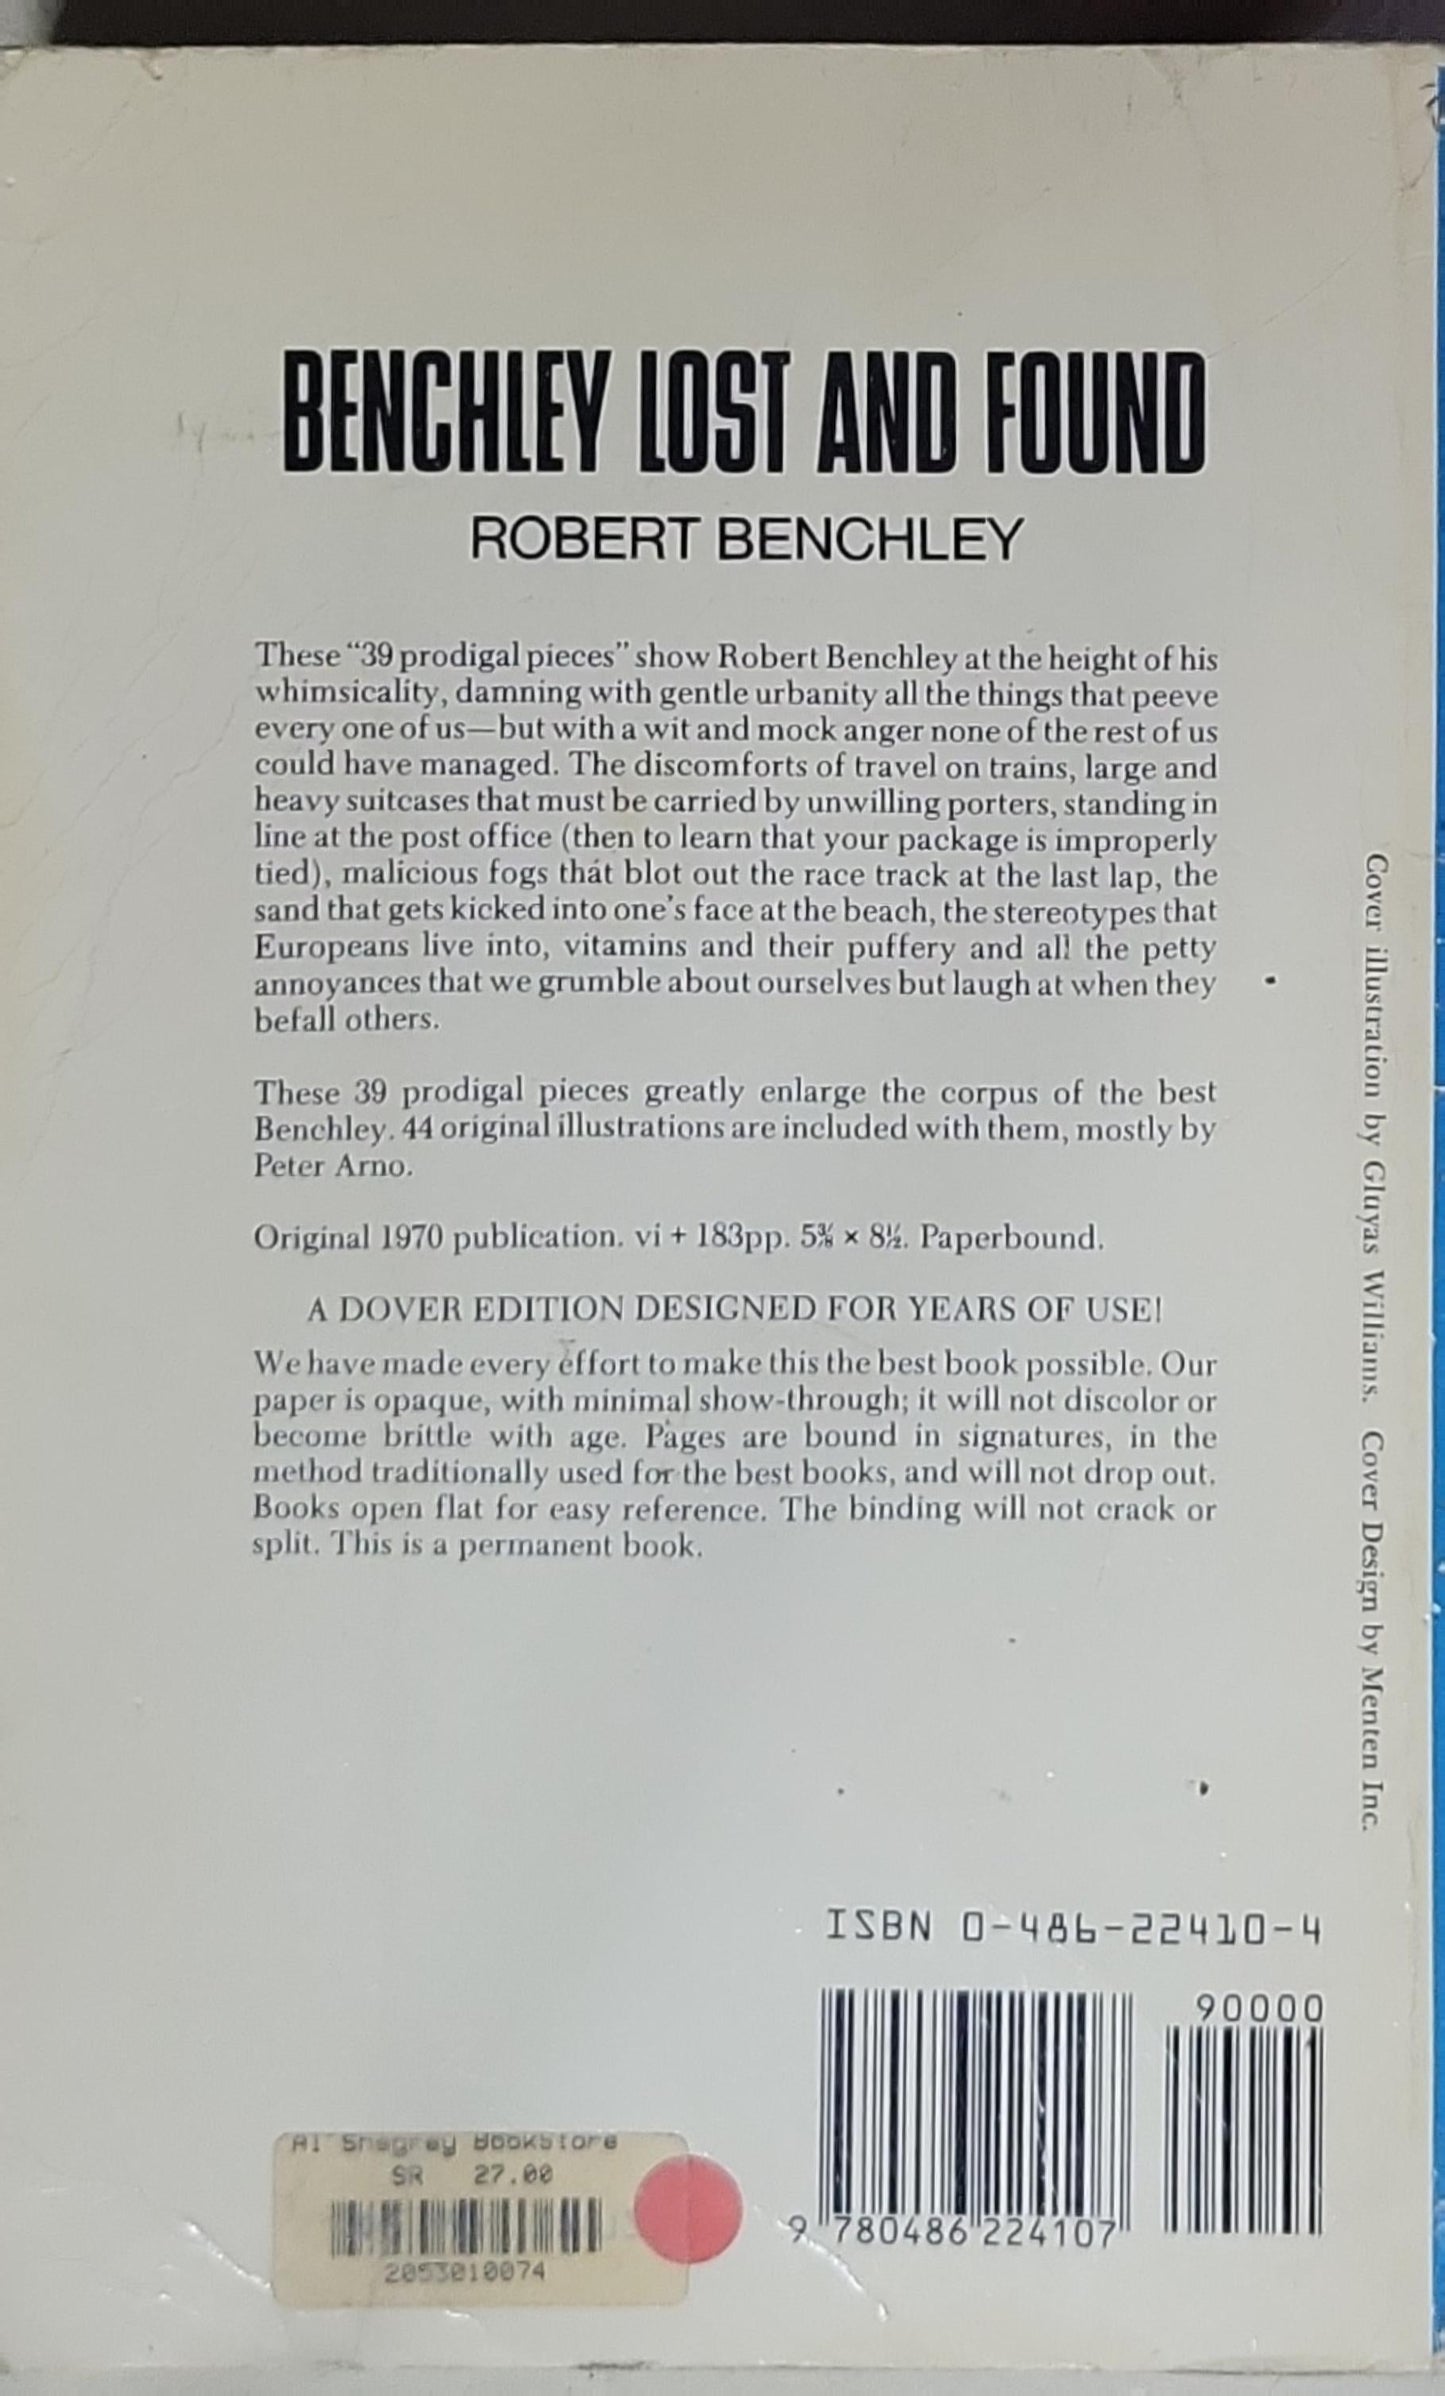 BENCHLEY LOST AND FOUND
ROBERT BENCHLEY
These “39 prodigal pieces” show Robert Benchley at the height of his
whimsicality, damning with gentle urbanity all the things that peeve
every one of us—but with a wit and mock anger none of the rest of us
could have managed. The discomforts of travel on trains, large and
heavy suitcases that must be carried by unwilling porters, standing in
line at the post office (then to learn that your package is improperly
tied), malicious fogs that blot out the race track at the last lap, the
sand that gets kicked into one's face at the beach, the stereotypes that
Europeans live into, vitamins and their puffery and all the petty
annoyances that we grumble about ourselves but laugh at when they
befall others.
These 39 prodigal pieces greatly enlarge the corpus of the best
Benchley. 44 original illustrations are included with them, mostly by
Peter Arno.
Original 1970 publication. vi + 183pp. 5⅜ × 8½. Paperbound.
A DOVER EDITION DESIGNED FOR YEARS OF USE!
We have made every effort to make this the best book possible. Our
paper is opaque, with minimal show-through; it will not discolor or
become brittle with age. Pages are bound in signatures, in the
method traditionally used for the best books, and will not drop out.
Books open flat for easy reference. The binding will not crack or
split. This is a permanent book.
Cover illustration by Gluyas Williams. Cover Design by Menten Inc.
ISBN 0-486-22410-4
90000
9 780486 224107
Al Shegrey Bookstore
SR 27.00
2053010074